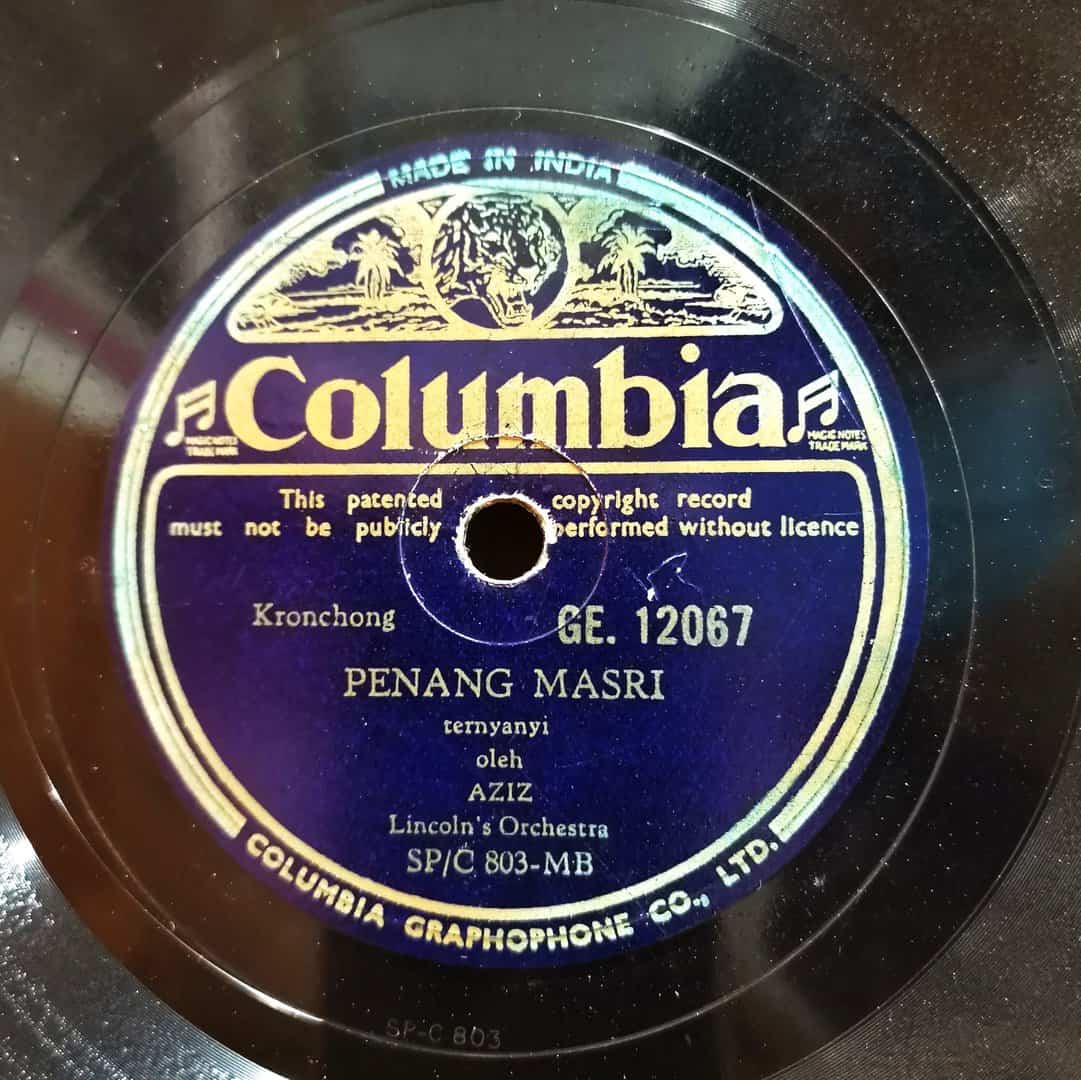 MADE IN INDIA
Columbia
MAGIC NOTES
TRADE MARK
MAGIC NOTES
TRADE MARK
This patented copyright record
must not be publicly performed without licence
Kronchong GE. 12067
PENANG MASRI
ternyanyi
oleh
AZIZ
Lincoln's Orchestra
SP/C 803-MB
COLUMBIA GRAPHOPHONE CO., LTD.
SP-C 803